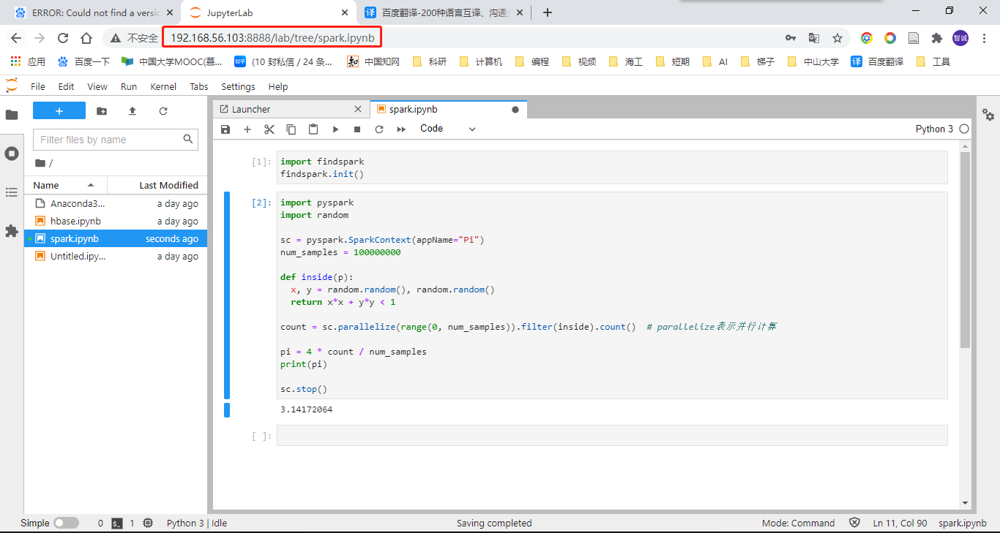 ERROR: Could not find a versic
JupyterLab
百度翻译-200种语言互译、沟通
不安全
192.168.56.103:8888/lab/tree/spark.ipynb
智诚
应用
百度一下
中国大学MOOC(慕...
知乎
(10 封私信 / 24 条...
中国知网
科研
计算机
编程
视频
海工
短期
AI
梯子
中山大学
译
百度翻译
工具
File
Edit
View
Run
Kernel
Tabs
Settings
Help
Filter files by name
/
Name
Last Modified
Anaconda3...
a day ago
hbase.ipynb
a day ago
spark.ipynb
seconds ago
Untitled.ipy...
a day ago
Launcher
spark.ipynb
Code
Python 3
[1]:
import findspark
findspark.init()
[2]:
import pyspark
import random
sc = pyspark.SparkContext(appName="Pi")
num_samples = 100000000
def inside(p):
x, y = random.random(), random.random()
return x*x + y*y < 1
count = sc.parallelize(range(0, num_samples)).filter(inside).count()  # parallelize表示并行计算
pi = 4 * count / num_samples
print(pi)
sc.stop()
3.14172064
[ ]:
Simple
0
$_
1
Python 3 | Idle
Saving completed
Mode: Command
Ln 11, Col 90
spark.ipynb